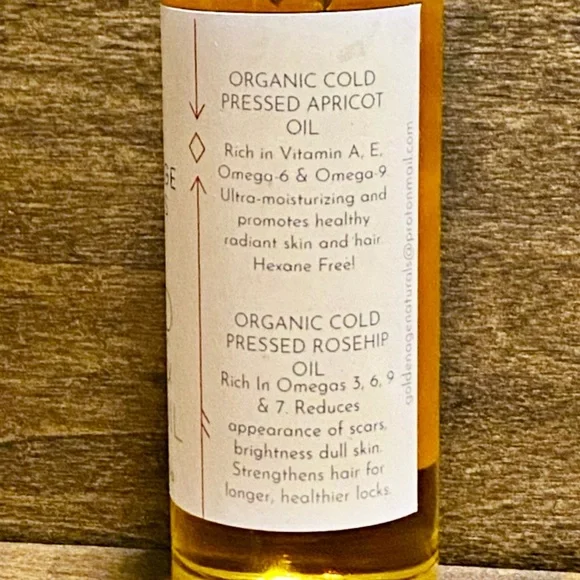 ORGANIC COLD
PRESSED APRICOT
OIL
Rich in Vitamin A, E,
Omega-6 & Omega-9.
Ultra-moisturizing and
promotes healthy
radiant skin and hair.
Hexane Free!
ORGANIC COLD
PRESSED ROSEHIP
OIL
Rich In Omegas 3, 6, 9
& 7. Reduces
appearance of scars,
brightness dull skin.
Strengthens hair for
longer, healthier locks.
goldenagenaturals@protonmail.com